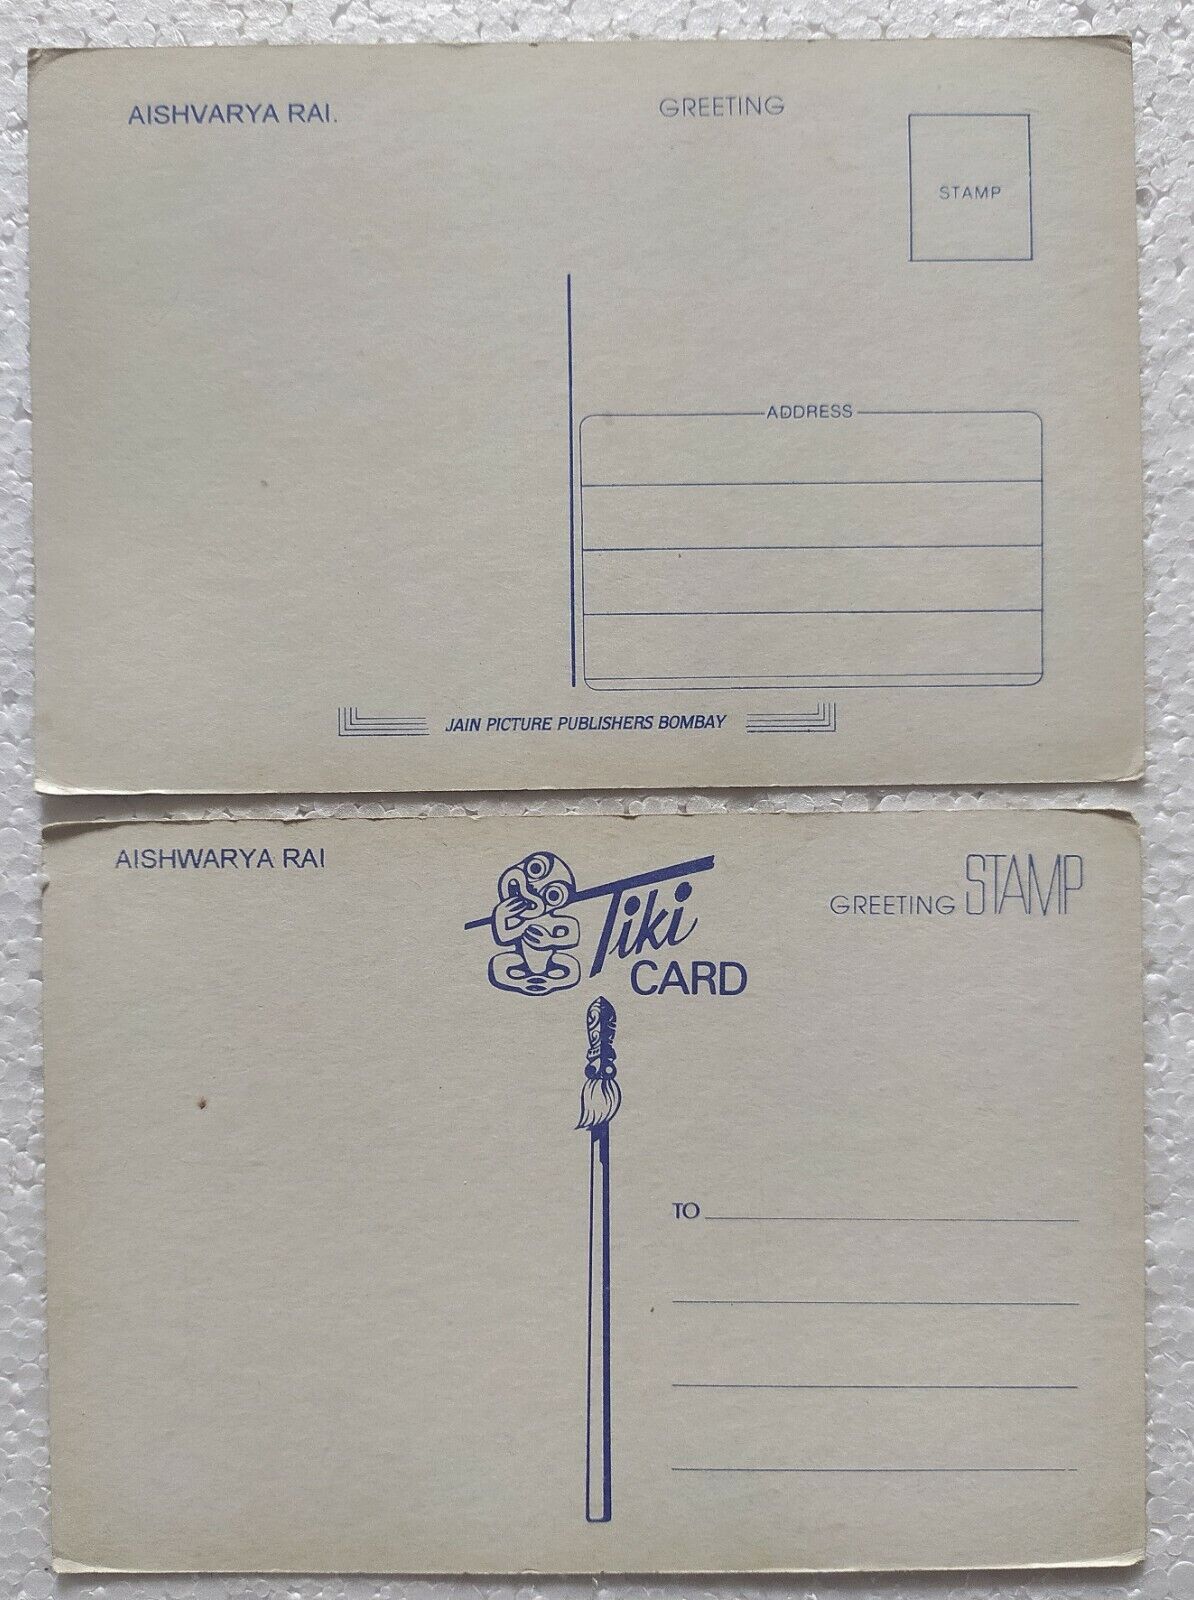 AISHVARYA RAI.
GREETING
STAMP
ADDRESS
JAIN PICTURE PUBLISHERS BOMBAY
AISHWARYA RAI
Tiki
CARD
GREETING STAMP
TO